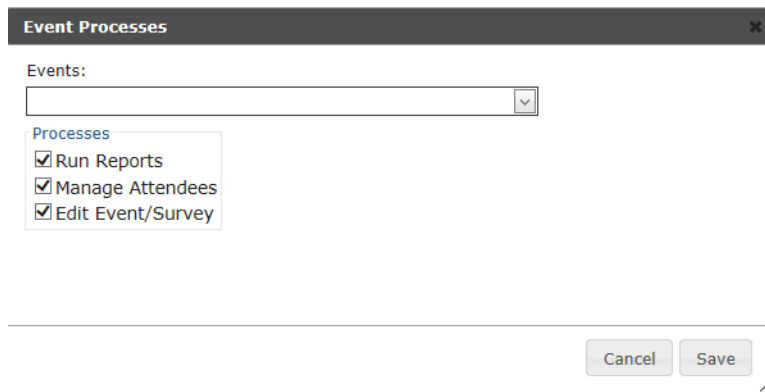 Event Processes
Events:
Processes
Run Reports
Manage Attendees
Edit Event/Survey
Cancel Save